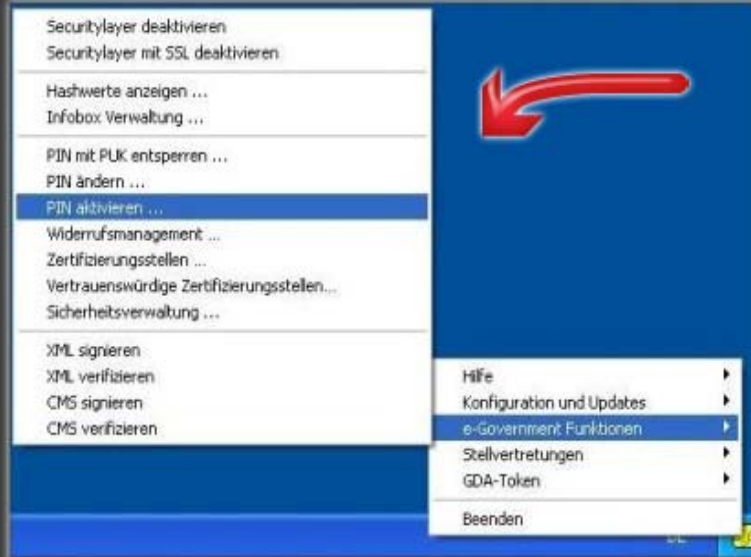 Securitylayer deaktivieren
Securitylayer mit SSL deaktivieren
Hashwerte anzeigen ...
Infobox Verwaltung ...
PIN mit PUK entsperren ...
PIN ändern ...
PIN aktivieren ...
Widerrufsmanagement ...
Zertifizierungsstellen ...
Vertrauenswürdige Zertifizierungsstellen...
Sicherheitsverwaltung ...
XML signieren
XML verifizieren
CMS signieren
CMS verifizieren
Hilfe
Konfiguration und Updates
e-Government Funktionen
Stellvertretungen
GDA-Token
Beenden